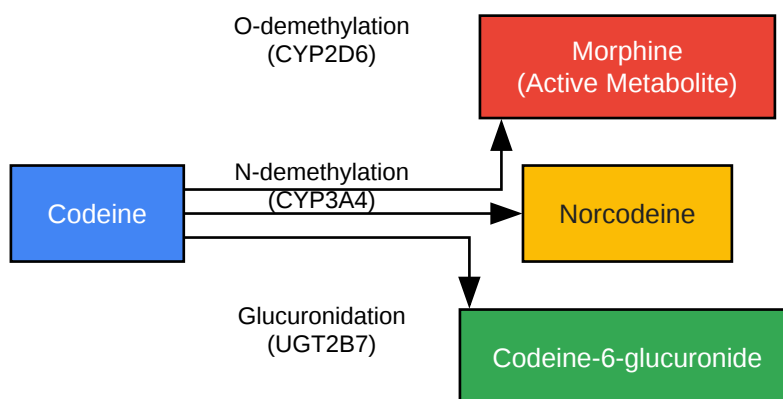 O-demethylation
(CYP2D6)
Morphine
(Active Metabolite)
N-demethylation
(CYP3A4)
Codeine
Norcodeine
Glucuronidation
(UGT2B7)
Codeine-6-glucuronide